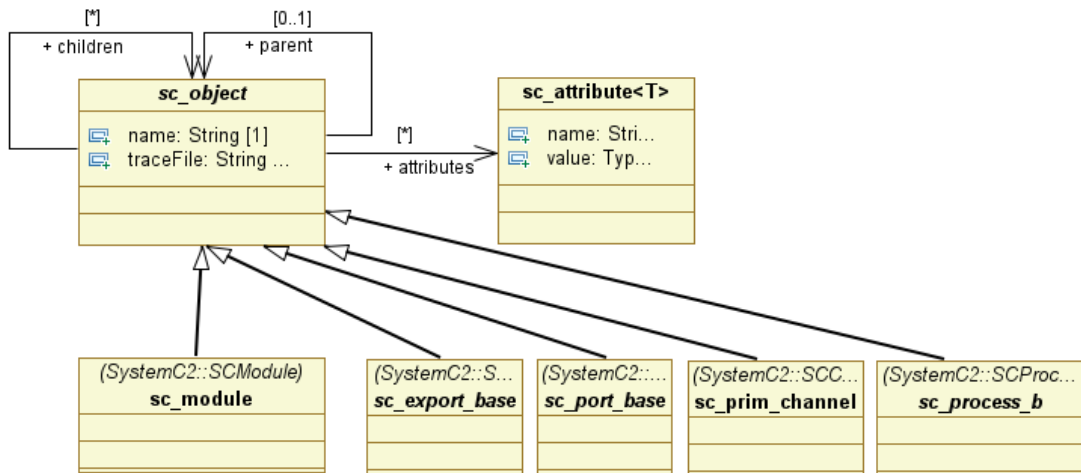 [*]
+ children
[0..1]
+ parent
sc_object
name: String [1]
traceFile: String ...
[*]
+ attributes
sc_attribute<T>
name: Stri...
value: Typ...
(SystemC2::SCModule)
sc_module
(SystemC2::S...
sc_export_base
(SystemC2::...
sc_port_base
(SystemC2::SCC...
sc_prim_channel
(SystemC2::SCProc...
sc_process_b